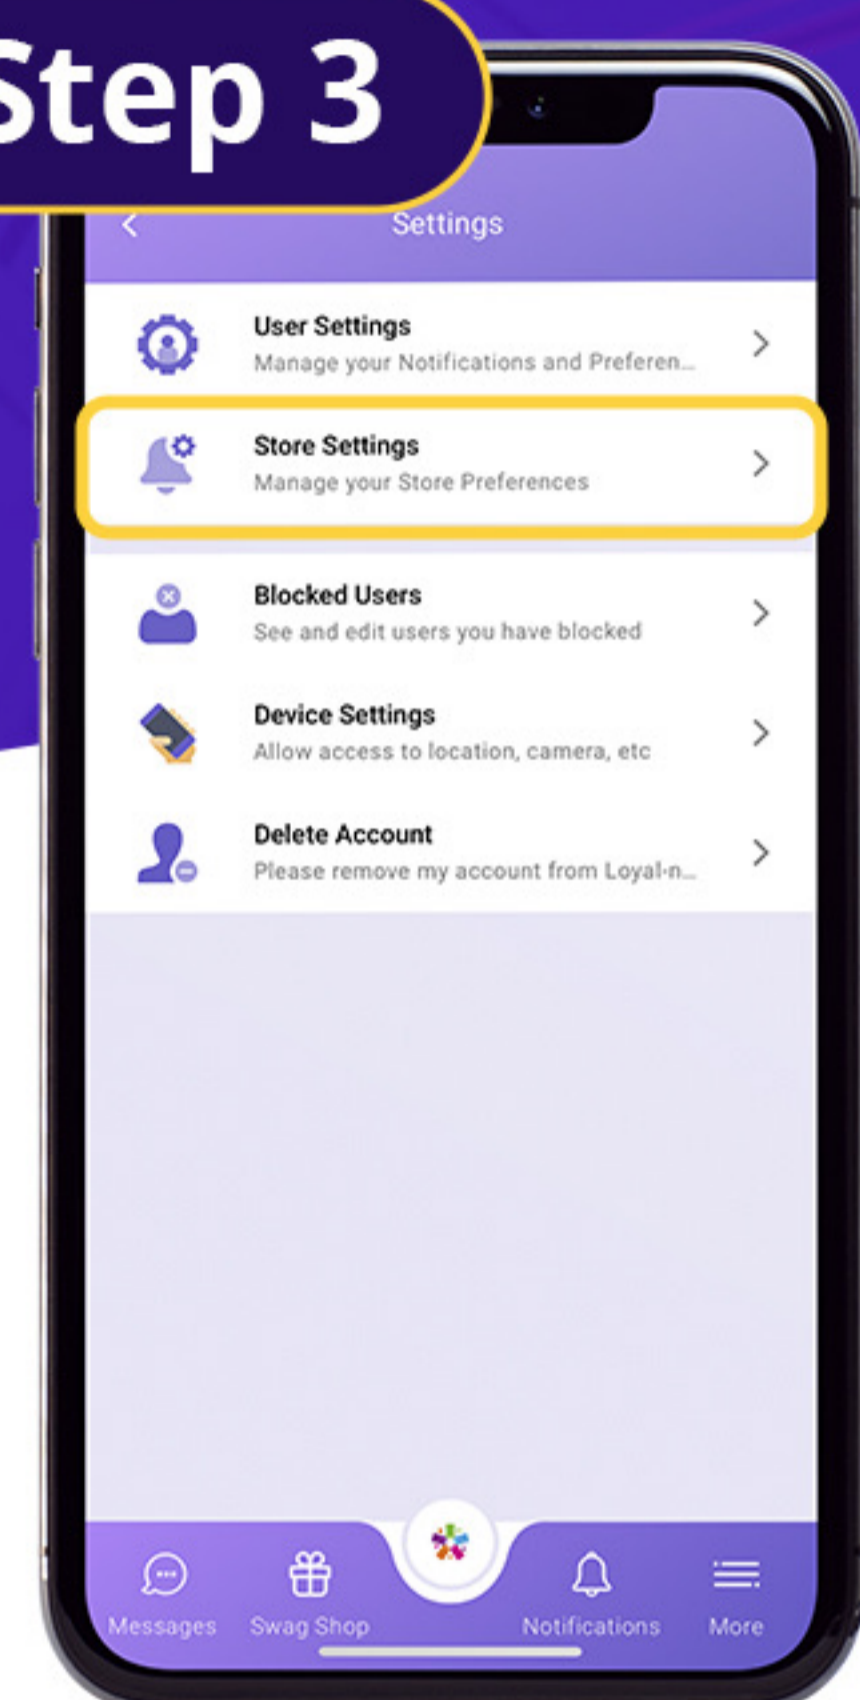 Step 3
Settings
User Settings
Manage your Notifications and Preferen...
Store Settings
Manage your Store Preferences
Blocked Users
See and edit users you have blocked
Device Settings
Allow access to location, camera, etc
Delete Account
Please remove my account from Loyal-n...
Messages
Swag Shop
Notifications
More